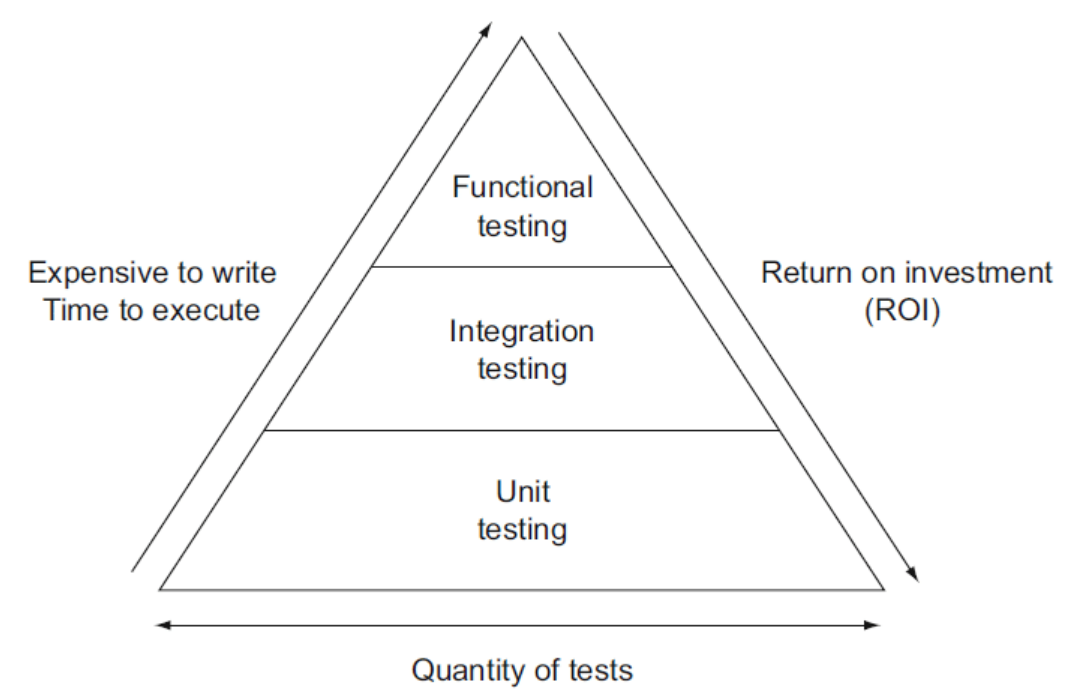 Functional
testing
Expensive to write
Time to execute
Return on investment
(ROI)
Integration
testing
Unit
testing
Quantity of tests